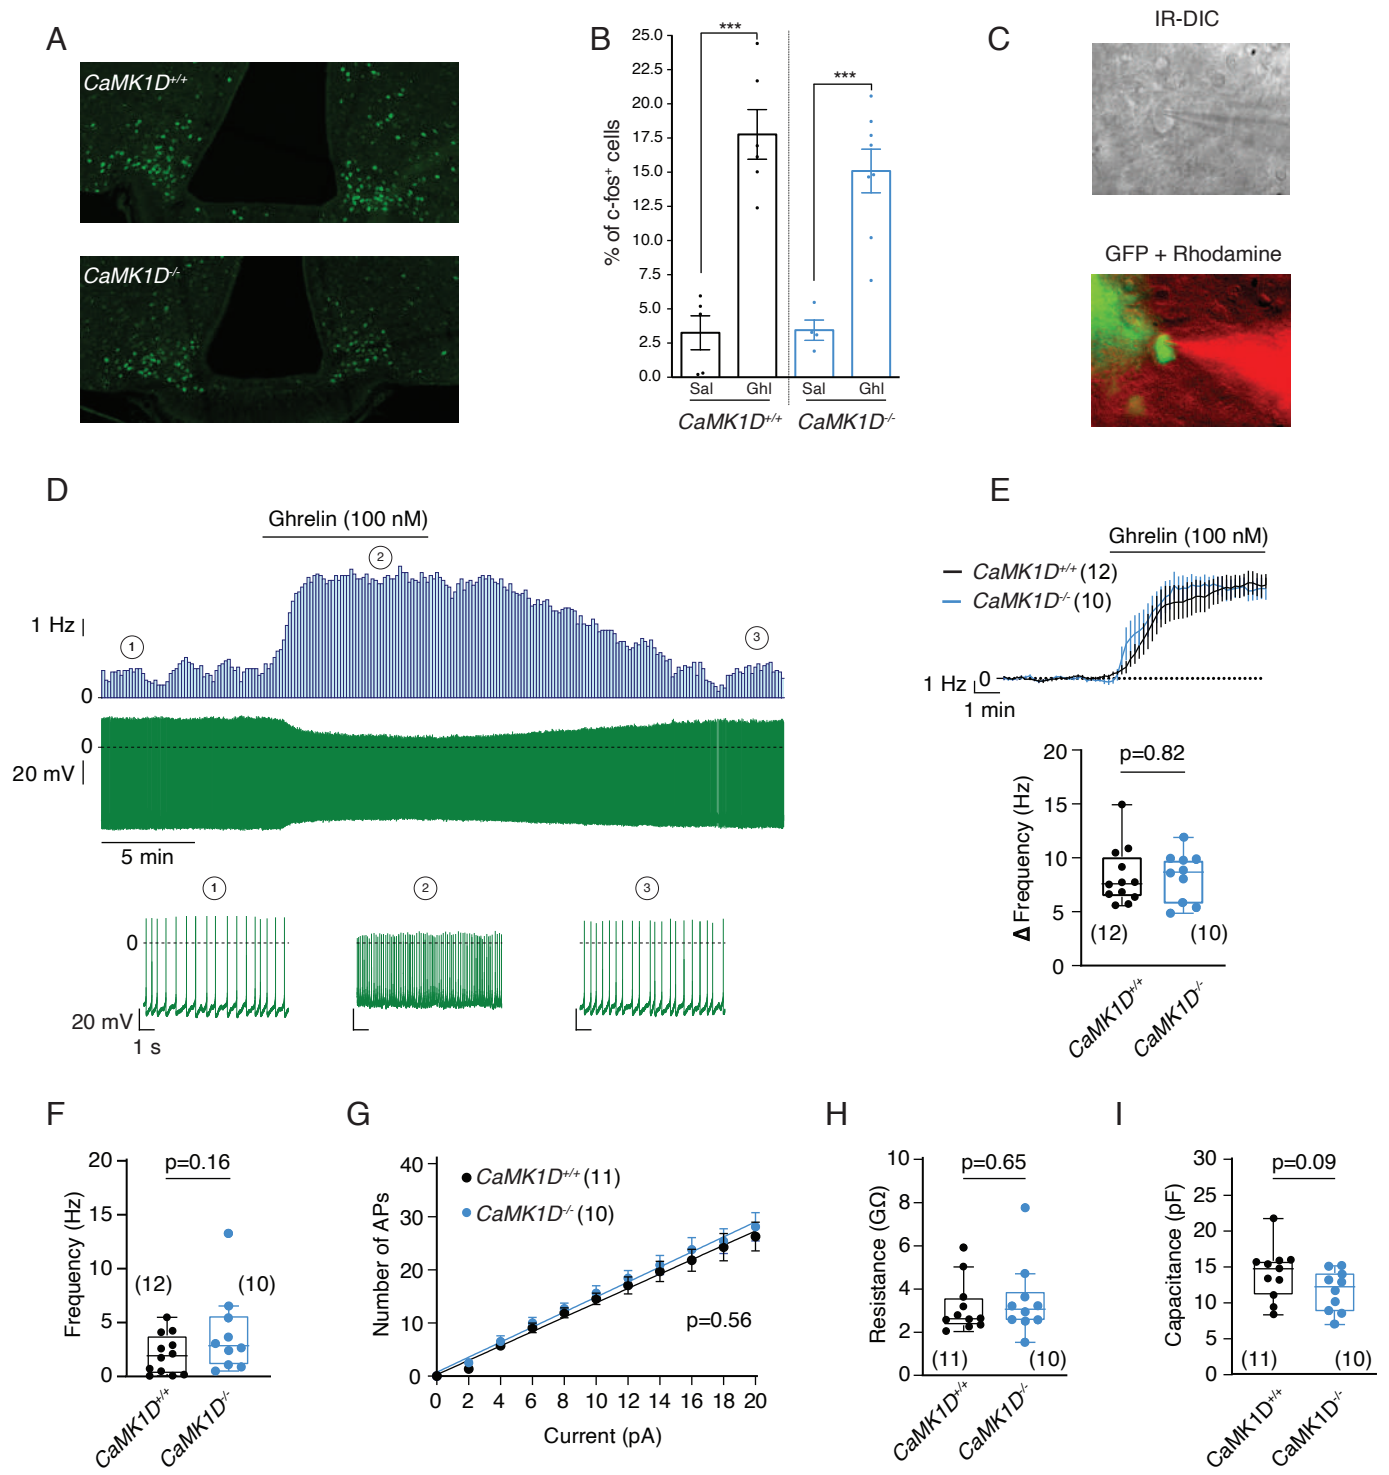 A
CaMK1D+/+
CaMK1D-/-
B
% of c-fos+ cells
25.0
22.5
20.0
17.5
15.0
12.5
10.0
7.5
5.0
2.5
0.0
***
***
Sal Ghl Sal Ghl
CaMK1D+/+ CaMK1D-/-
C
IR-DIC
GFP + Rhodamine
D
Ghrelin (100 nM)
1 2 3
1 Hz
0
0
20 mV
5 min
1 2 3
0
20 mV
1 s
E
Ghrelin (100 nM)
CaMK1D+/+ (12)
CaMK1D-/- (10)
0
1 Hz
1 min
Δ Frequency (Hz)
20
15
10
5
0
p=0.82
(12) (10)
CaMK1D+/+ CaMK1D-/-
F
Frequency (Hz)
20
15
10
5
0
p=0.16
(12) (10)
CaMK1D+/+ CaMK1D-/-
G
Number of APs
40
30
20
10
0
CaMK1D+/+ (11)
CaMK1D-/- (10)
p=0.56
0 2 4 6 8 10 12 14 16 18 20
Current (pA)
H
Resistance (GΩ)
10
8
6
4
2
0
p=0.65
(11) (10)
CaMK1D+/+ CaMK1D-/-
I
Capacitance (pF)
30
25
20
15
10
5
0
p=0.09
(11) (10)
CaMK1D+/+ CaMK1D-/-